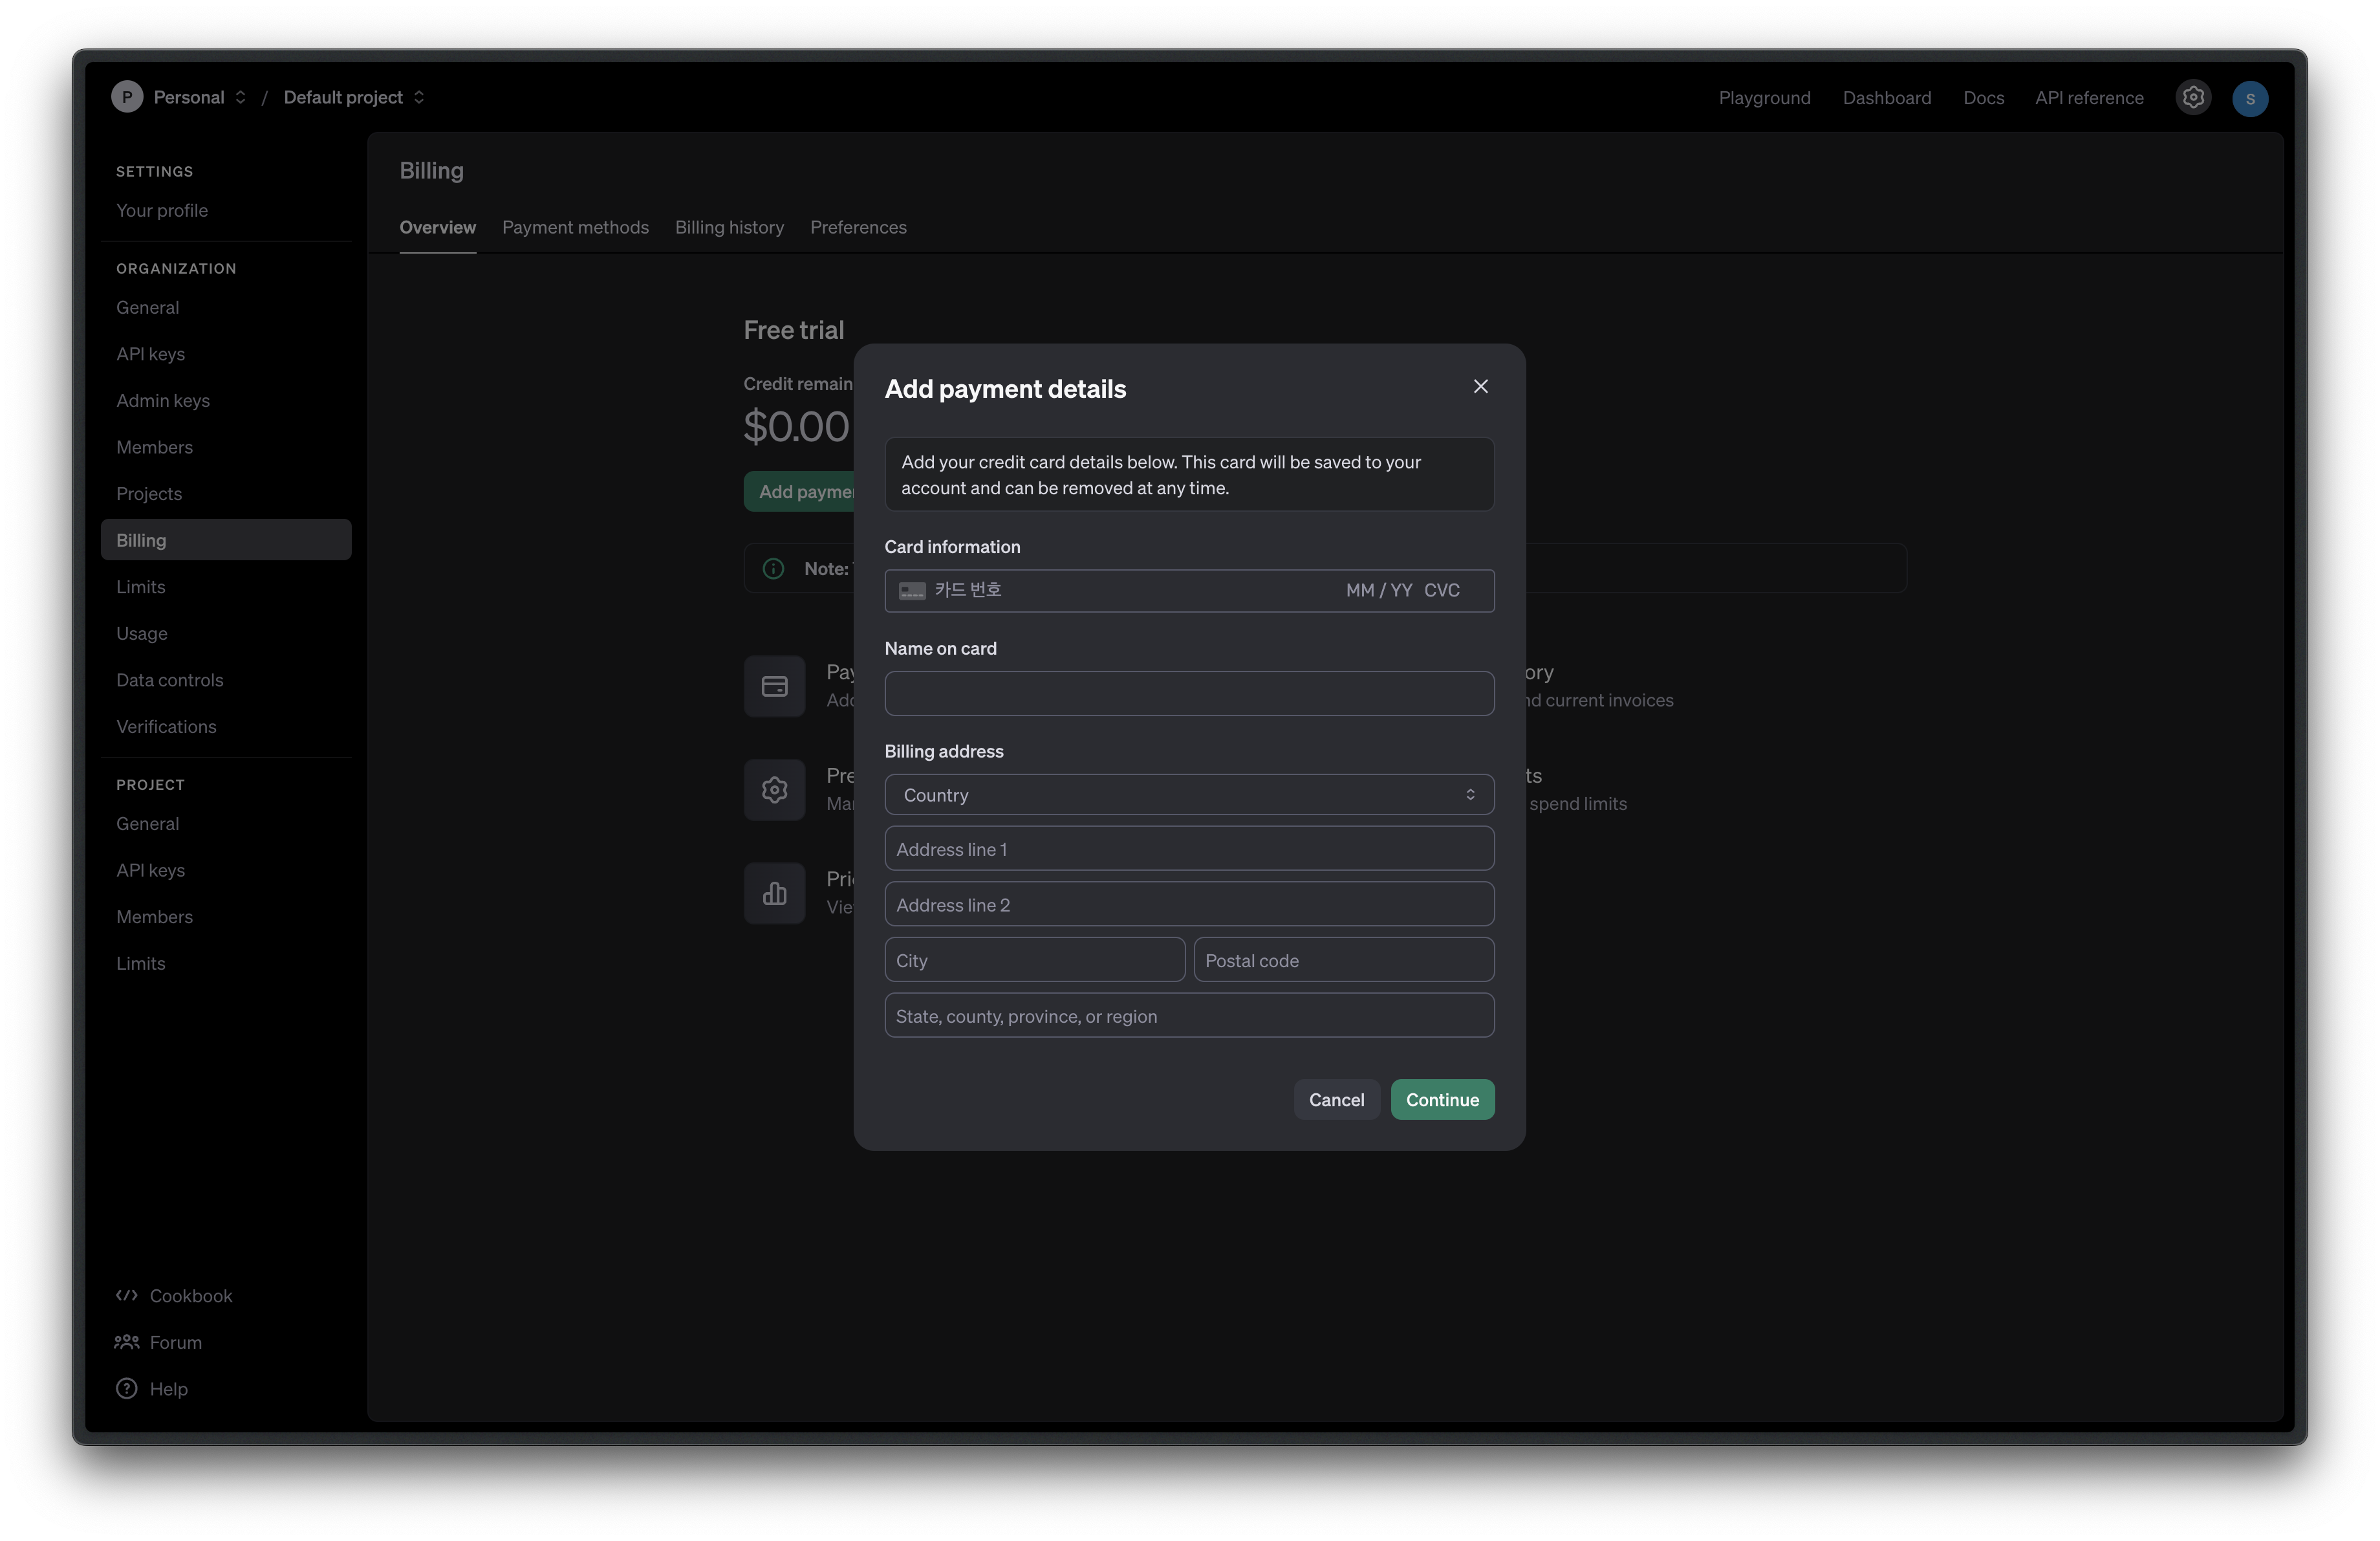 P Personal / Default project
Playground Dashboard Docs API reference S
SETTINGS
Your profile
ORGANIZATION
General
API keys
Admin keys
Members
Projects
Billing
Limits
Usage
Data controls
Verifications
PROJECT
General
API keys
Members
Limits
Cookbook
Forum
Help
Billing
Overview Payment methods Billing history Preferences
Free trial
Credit remain
$0.00
Add payme
Note:
Pay
Add
ory
nd current invoices
Pre
Ma
ts
spend limits
Pri
Vie
Add payment details
Add your credit card details below. This card will be saved to your
account and can be removed at any time.
Card information
카드 번호 MM / YY CVC
Name on card
Billing address
Country
Address line 1
Address line 2
City Postal code
State, county, province, or region
Cancel Continue